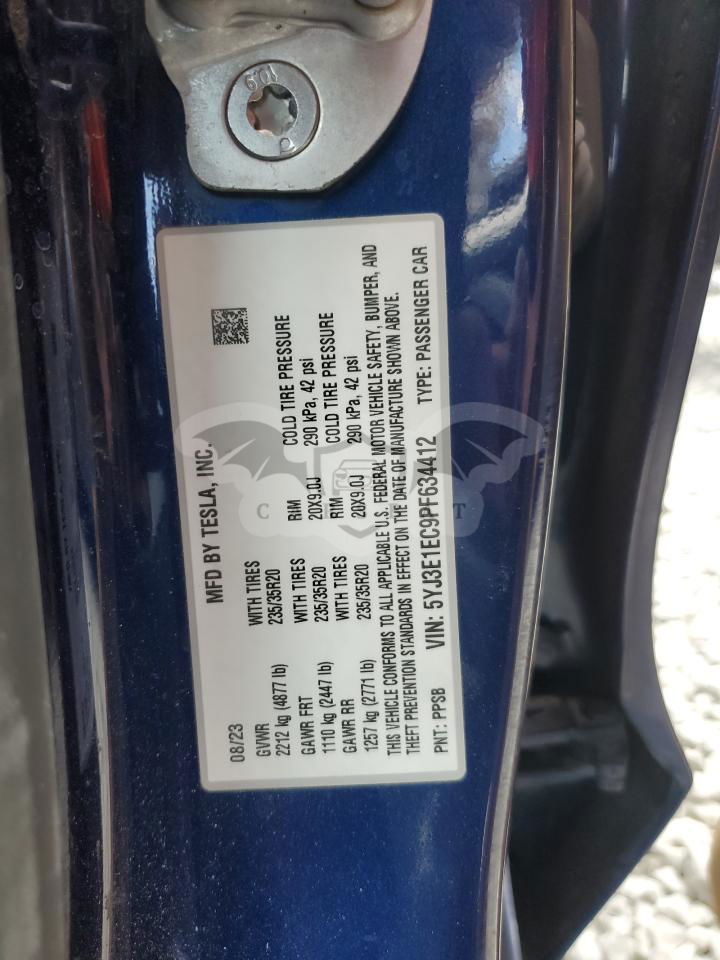 10.9
MFD BY TESLA, INC.
08/23
GVWR WITH TIRES RIM COLD TIRE PRESSURE
2212 kg (4877 lb) 235/35R20 20X9.0J 290 kPa, 42 psi
GAWR FRT WITH TIRES RIM COLD TIRE PRESSURE
1110 kg (2447 lb) 235/35R20 20X9.0J 290 kPa, 42 psi
GAWR RR WITH TIRES
1257 kg (2771 lb) 235/35R20
THIS VEHICLE CONFORMS TO ALL APPLICABLE U.S. FEDERAL MOTOR VEHICLE SAFETY, BUMPER, AND
THEFT PREVENTION STANDARDS IN EFFECT ON THE DATE OF MANUFACTURE SHOWN ABOVE.
PNT: PPSB VIN: 5YJ3E1EC9PF634412 TYPE: PASSENGER CAR